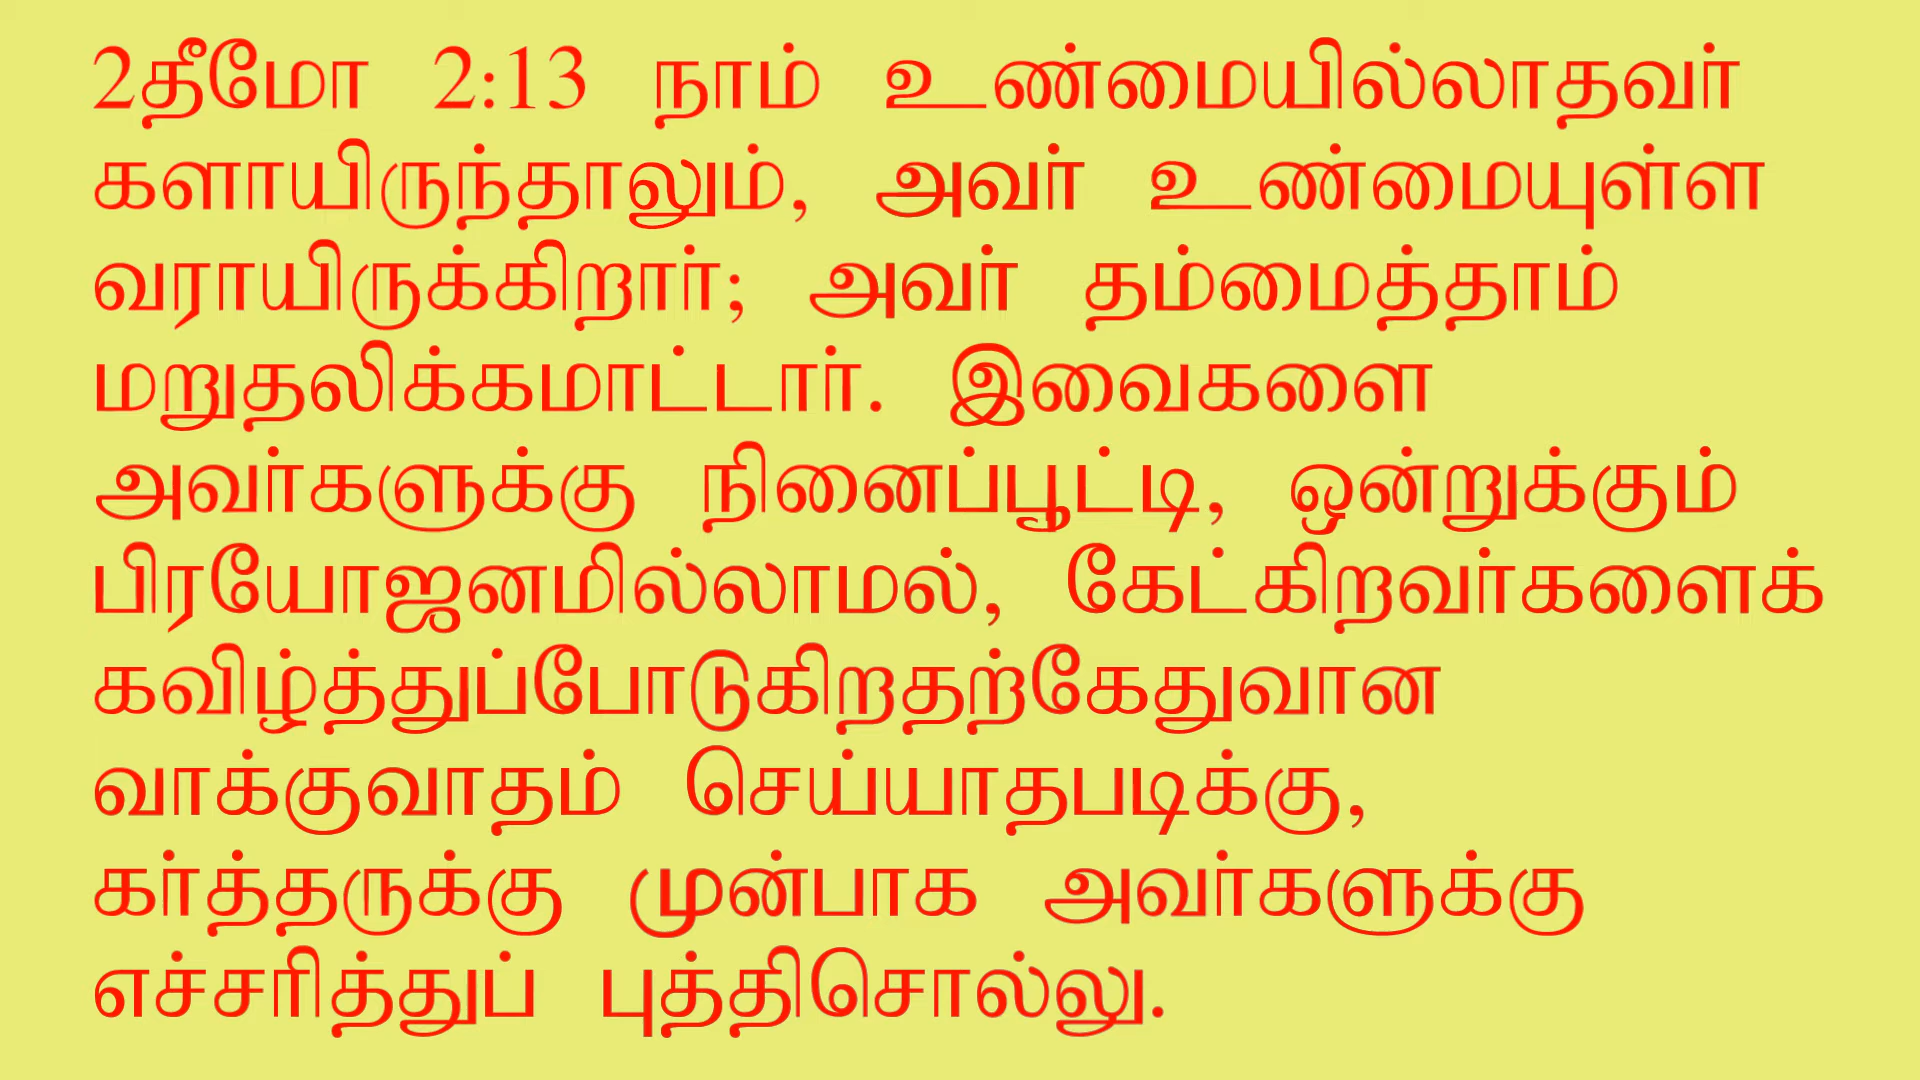 2தீமோ 2:13 நாம் உண்மையில்லாதவர்
களாயிருந்தாலும், அவர் உண்மையுள்ள
வராயிருக்கிறார்; அவர் தம்மைத்தாம்
மறுதலிக்கமாட்டார். இவைகளை
அவர்களுக்கு நினைப்பூட்டி, ஒன்றுக்கும்
பிரயோஜனமில்லாமல், கேட்கிறவர்களைக்
கவிழ்த்துப்போடுகிறதற்கேதுவான
வாக்குவாதம் செய்யாதபடிக்கு,
கர்த்தருக்கு முன்பாக அவர்களுக்கு
எச்சரித்துப் புத்திசொல்லு.